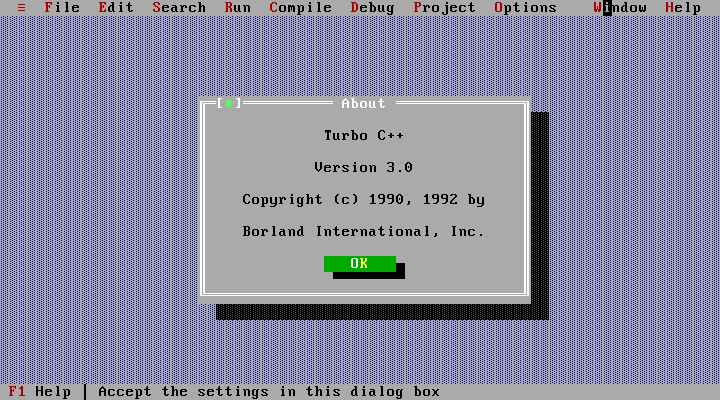 ≡ File Edit Search Run Compile Debug Project Options Window Help
About
Turbo C++
Version 3.0
Copyright (c) 1990, 1992 by
Borland International, Inc.
OK
F1 Help | Accept the settings in this dialog box